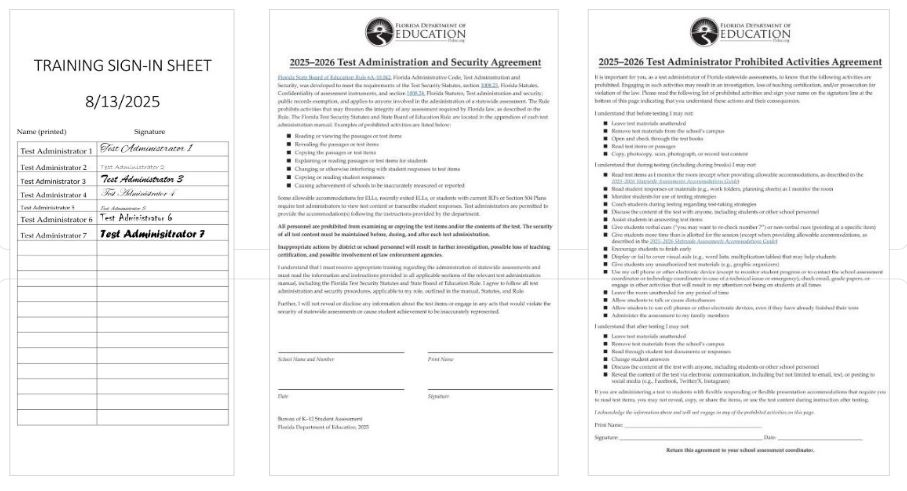 TRAINING SIGN-IN SHEET
8/13/2025
Name (printed) Signature
Test Administrator 1 Test Administrator 1
Test Administrator 2 Test Administrator 2
Test Administrator 3 Test Administrator 3
Test Administrator 4 Test Administrator 4
Test Administrator 5 Test Administrator 5
Test Administrator 6 Test Administrator 6
Test Administrator 7 Test Adminisitrator 7
FLORIDA DEPARTMENT OF
EDUCATION
fldoe.org
2025–2026 Test Administration and Security Agreement
Florida State Board of Education Rule 6A-10.042, Florida Administrative Code, Test Administration and
Security, was developed to meet the requirements of the Test Security Statutes, section 1008.23, Florida Statutes,
Confidentiality of assessment instruments, and section 1008.24, Florida Statutes, Test administration and security;
public records exemption, and applies to anyone involved in the administration of a statewide assessment. The Rule
prohibits activities that may threaten the integrity of any assessment required by Florida law, as described in the
Rule. The Florida Test Security Statutes and State Board of Education Rule are located in the appendices of each test
administration manual. Examples of prohibited activities are listed below:
■ Reading or viewing the passages or test items
■ Revealing the passages or test items
■ Copying the passages or test items
■ Explaining or reading passages or test items for students
■ Changing or otherwise interfering with student responses to test items
■ Copying or reading student responses
■ Causing achievement of schools to be inaccurately measured or reported
Some allowable accommodations for ELLs, recently exited ELLs, or students with current IEPs or Section 504 Plans
require test administrators to view test content or transcribe student responses. Test administrators are permitted to
provide the accommodation(s) following the instructions provided by the department.
All personnel are prohibited from examining or copying the test items and/or the contents of the test. The security
of all test content must be maintained before, during, and after each test administration.
Inappropriate actions by district or school personnel will result in further investigation, possible loss of teaching
certification, and possible involvement of law enforcement agencies.
I understand that I must receive appropriate training regarding the administration of statewide assessments and
must read the information and instructions provided in all applicable sections of the relevant test administration
manual, including the Florida Test Security Statutes and State Board of Education Rule. I agree to follow all test
administration and security procedures, applicable to my role, outlined in the manual, Statutes, and Rule.
Further, I will not reveal or disclose any information about the test items or engage in any acts that would violate the
security of statewide assessments or cause student achievement to be inaccurately represented.
School Name and Number Print Name
Date Signature
Bureau of K–12 Student Assessment
Florida Department of Education, 2025
FLORIDA DEPARTMENT OF
EDUCATION
fldoe.org
2025–2026 Test Administrator Prohibited Activities Agreement
It is important for you, as a test administrator of Florida statewide assessments, to know that the following activities are
prohibited. Engaging in such activities may result in an investigation, loss of teaching certification, and/or prosecution for
violation of the law. Please read the following list of prohibited activities and sign your name on the signature line at the
bottom of this page indicating that you understand these actions and their consequences.
I understand that before testing I may not:
■ Leave test materials unattended
■ Remove test materials from the school's campus
■ Open and check through the test books
■ Read test items or passages
■ Copy, photocopy, scan, photograph, or record test content
I understand that during testing (including during breaks) I may not:
■ Read test items as I monitor the room (except when providing allowable accommodations, as described in the
2025–2026 Statewide Assessments Accommodations Guide)
■ Read student responses or materials (e.g., work folders, planning sheets) as I monitor the room
■ Monitor students for use of testing strategies
■ Coach students during testing regarding test-taking strategies
■ Discuss the content of the test with anyone, including students or other school personnel
■ Assist students in answering test items
■ Give students verbal cues ("you may want to re-check number 7") or non-verbal cues (pointing at a specific item)
■ Give students more time than is allotted for the session (except when providing allowable accommodations, as
described in the 2025–2026 Statewide Assessments Accommodations Guide)
■ Encourage students to finish early
■ Display or fail to cover visual aids (e.g., word lists, multiplication tables) that may help students
■ Give students any unauthorized test materials (e.g., graphic organizers)
■ Use my cell phone or other electronic device (except to monitor student progress or to contact the school assessment
coordinator or technology coordinator in case of a technical issue or emergency), check email, grade papers, or
engage in other activities that will result in my attention not being on students at all times
■ Leave the room unattended for any period of time
■ Allow students to talk or cause disturbances
■ Allow students to use cell phones or other electronic devices, even if they have already finished their tests
■ Administer the assessment to my family members
I understand that after testing I may not:
■ Leave test materials unattended
■ Remove test materials from the school's campus
■ Read through student test documents or responses
■ Change student answers
■ Discuss the content of the test with anyone, including students or other school personnel
■ Reveal the content of the test via electronic communication, including but not limited to email, text, or posting to
social media (e.g., Facebook, Twitter/X, Instagram)
If you are administering a test to students with flexible responding or flexible presentation accommodations that require you
to read test items, you may not reveal, copy, or share the items, or use the test content during instruction after testing.
I acknowledge the information above and will not engage in any of the prohibited activities on this page.
Print Name:
Signature: Date:
Return this agreement to your school assessment coordinator.